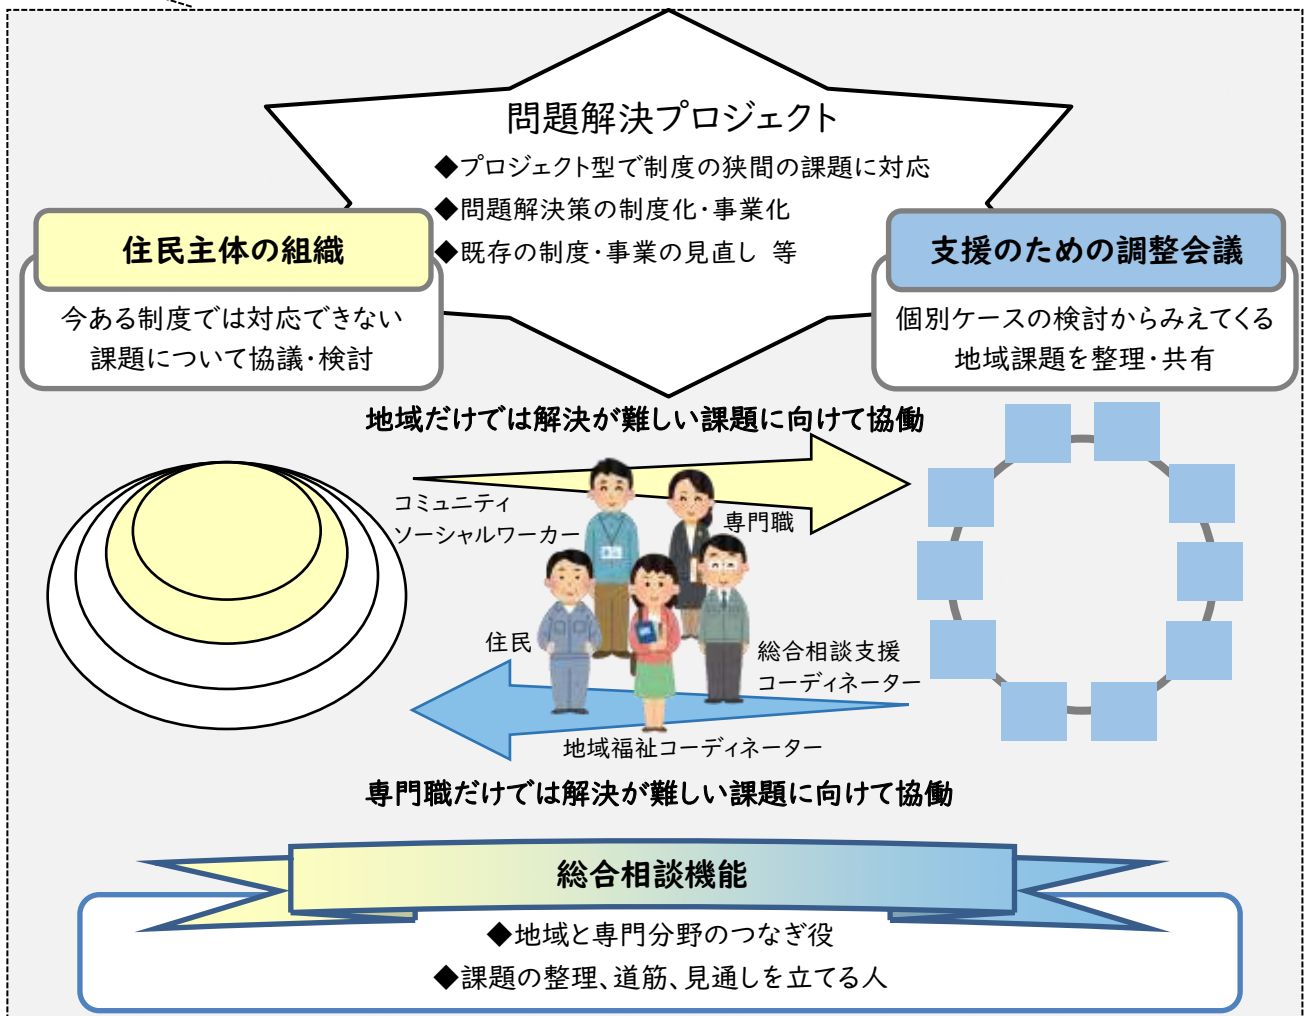 問題解決プロジェクト
◆プロジェクト型で制度の狭間の課題に対応
◆問題解決策の制度化・事業化
◆既存の制度・事業の見直し 等
住民主体の組織
今ある制度では対応できない
課題について協議・検討
支援のための調整会議
個別ケースの検討からみえてくる
地域課題を整理・共有
地域だけでは解決が難しい課題に向けて協働
コミュニティ
ソーシャルワーカー
専門職
住民
総合相談支援
コーディネーター
地域福祉コーディネーター
専門職だけでは解決が難しい課題に向けて協働
総合相談機能
◆地域と専門分野のつなぎ役
◆課題の整理、道筋、見通しを立てる人